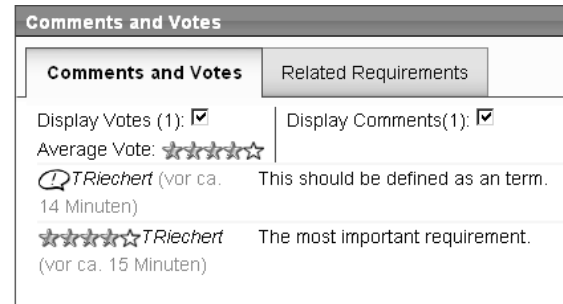 Comments and Votes
Comments and Votes Related Requirements
Display Votes (1): Display Comments(1):
Average Vote:
TRiechert (vor ca. This should be defined as an term.
14 Minuten)
TRiechert The most important requirement.
(vor ca. 15 Minuten)